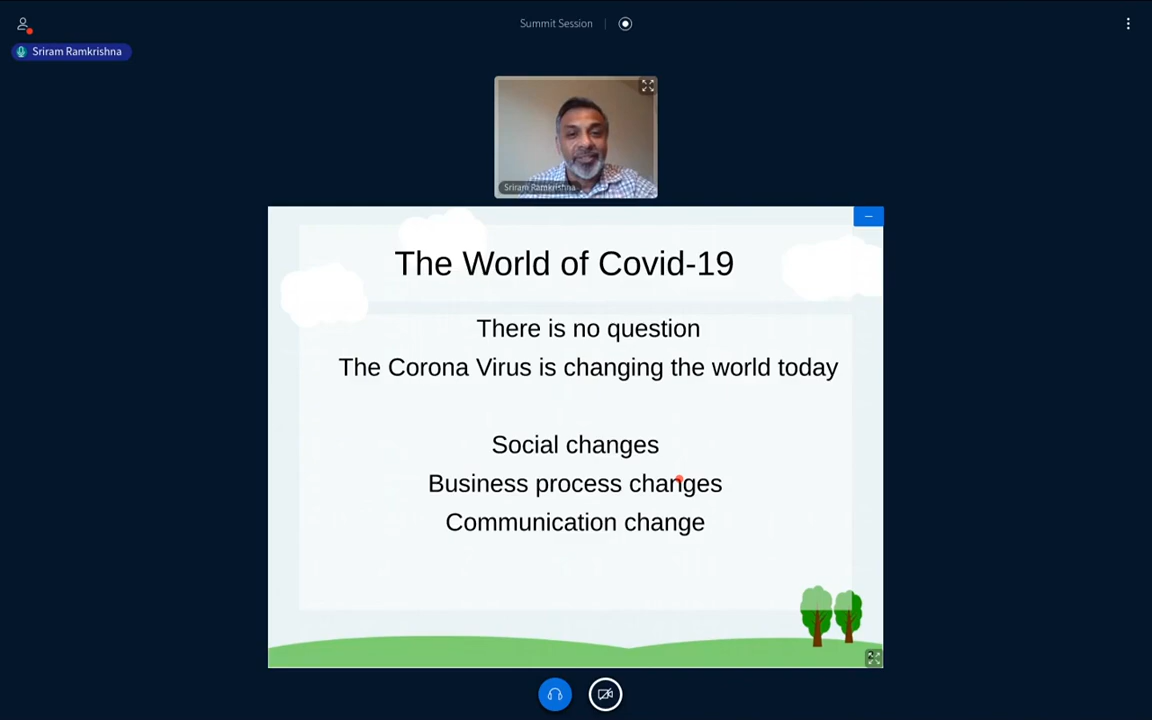 Summit Session
Sriram Ramkrishna
Sriram Ramkrishna
The World of Covid-19
There is no question
The Corona Virus is changing the world today
Social changes
Business process changes
Communication change